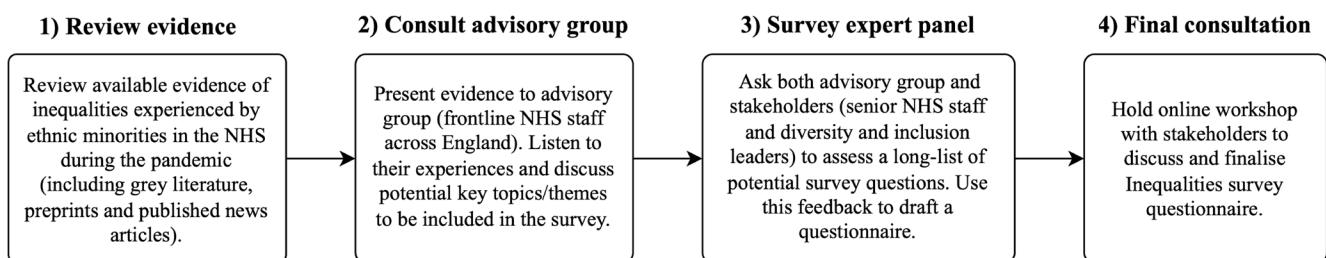 1) Review evidence
Review available evidence of
inequalities experienced by
ethnic minorities in the NHS
during the pandemic
(including grey literature,
preprints and published news
articles).
2) Consult advisory group
Present evidence to advisory
group (frontline NHS staff
across England). Listen to
their experiences and discuss
potential key topics/themes
to be included in the survey.
3) Survey expert panel
Ask both advisory group and
stakeholders (senior NHS staff
and diversity and inclusion
leaders) to assess a long-list of
potential survey questions. Use
this feedback to draft a
questionnaire.
4) Final consultation
Hold online workshop
with stakeholders to
discuss and finalise
Inequalities survey
questionnaire.